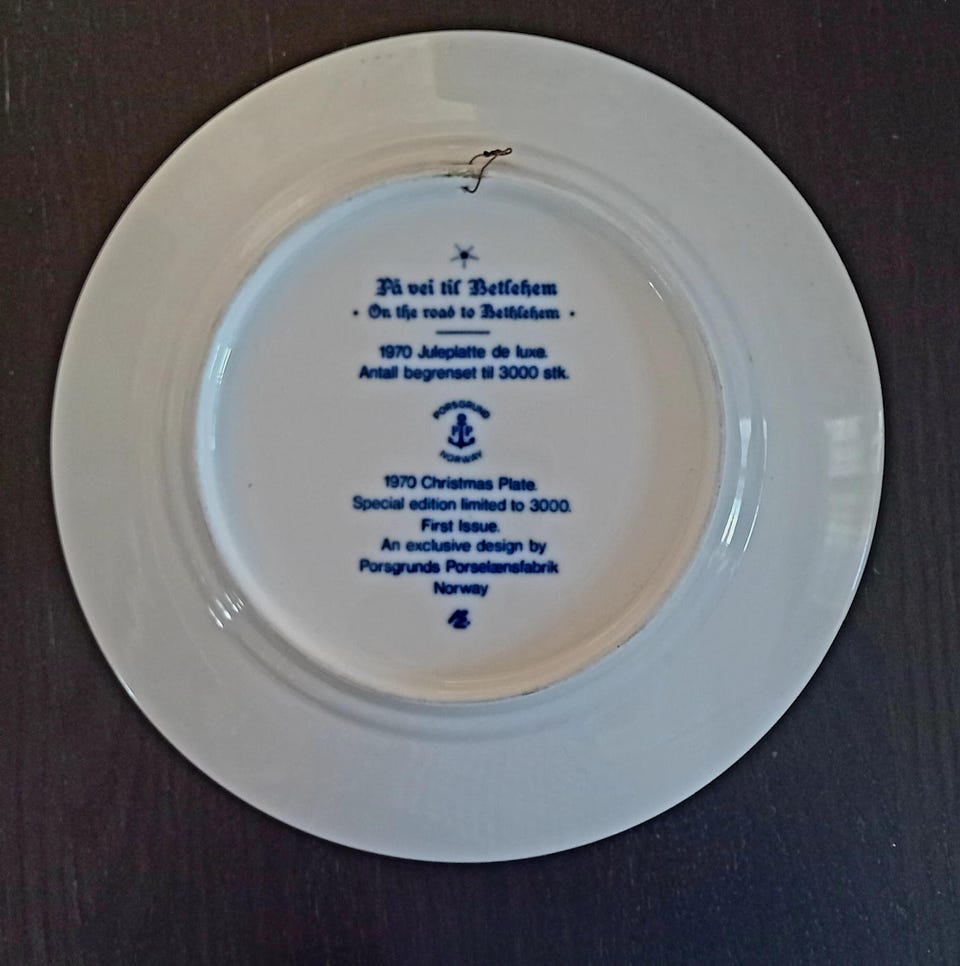 På vei til Betlehem
• On the road to Bethlehem •
1970 Juleplatte de luxe.
Antall begrenset til 3000 stk.
PORSGRUND
PP
NORWAY
1970 Christmas Plate.
Special edition limited to 3000.
First Issue.
An exclusive design by
Porsgrunds Porselænsfabrik
Norway